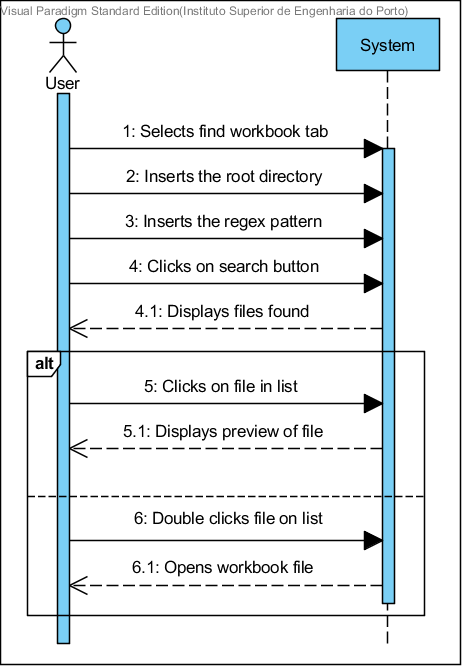 Visual Paradigm Standard Edition(Instituto Superior de Engenharia do Porto)
System
User
1: Selects find workbook tab
2: Inserts the root directory
3: Inserts the regex pattern
4: Clicks on search button
4.1: Displays files found
alt
5: Clicks on file in list
5.1: Displays preview of file
6: Double clicks file on list
6.1: Opens workbook file